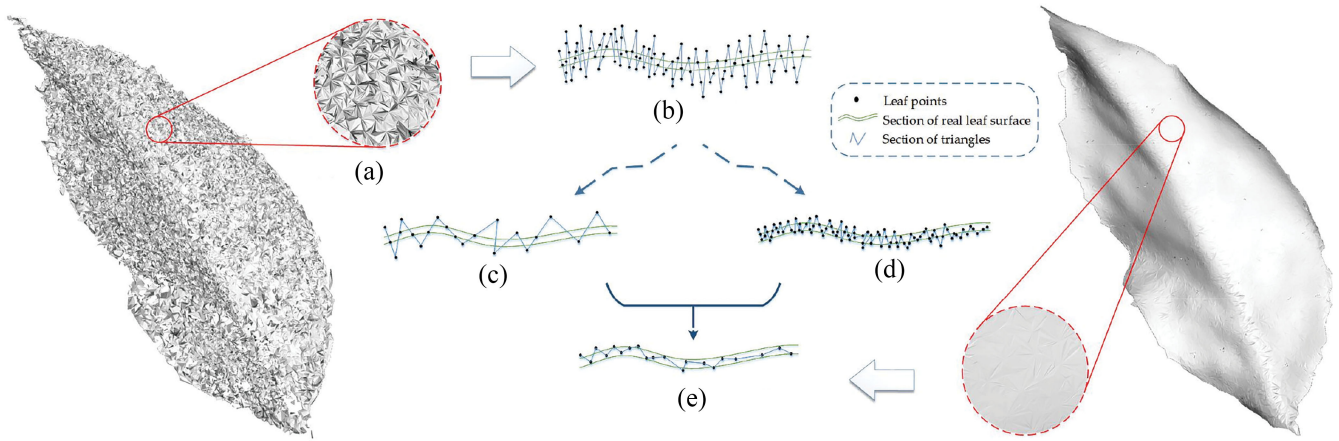 (a)
(b)
Leaf points
Section of real leaf surface
Section of triangles
(c)
(d)
(e)